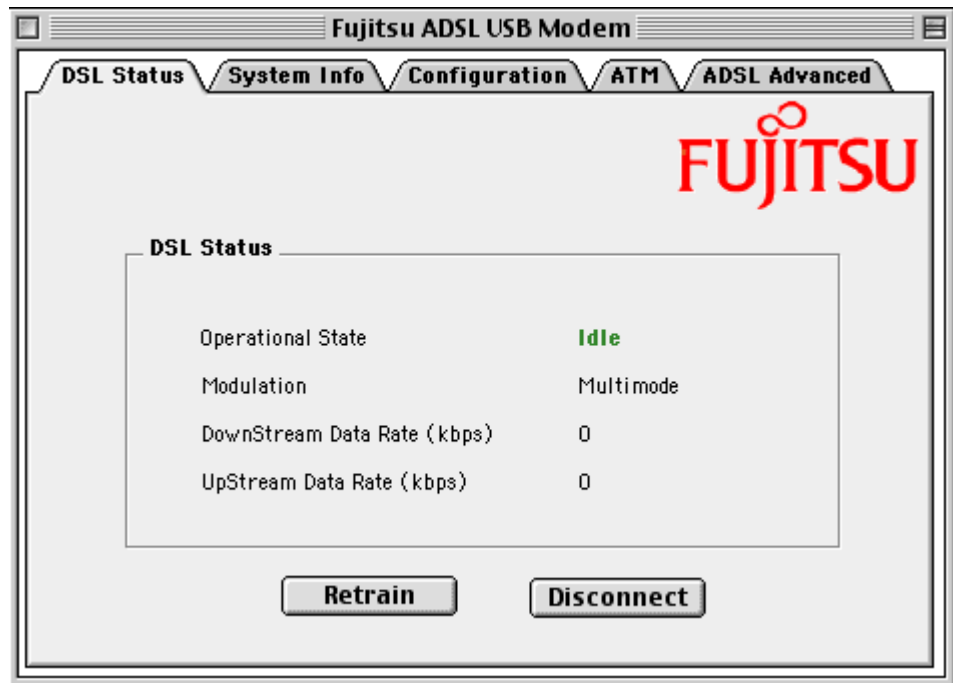 Fujitsu ADSL USB Modem
DSL Status System Info Configuration ATM ADSL Advanced
FUJITSU
DSL Status
Operational State Idle
Modulation Multimode
DownStream Data Rate (kbps) 0
UpStream Data Rate (kbps) 0
Retrain Disconnect